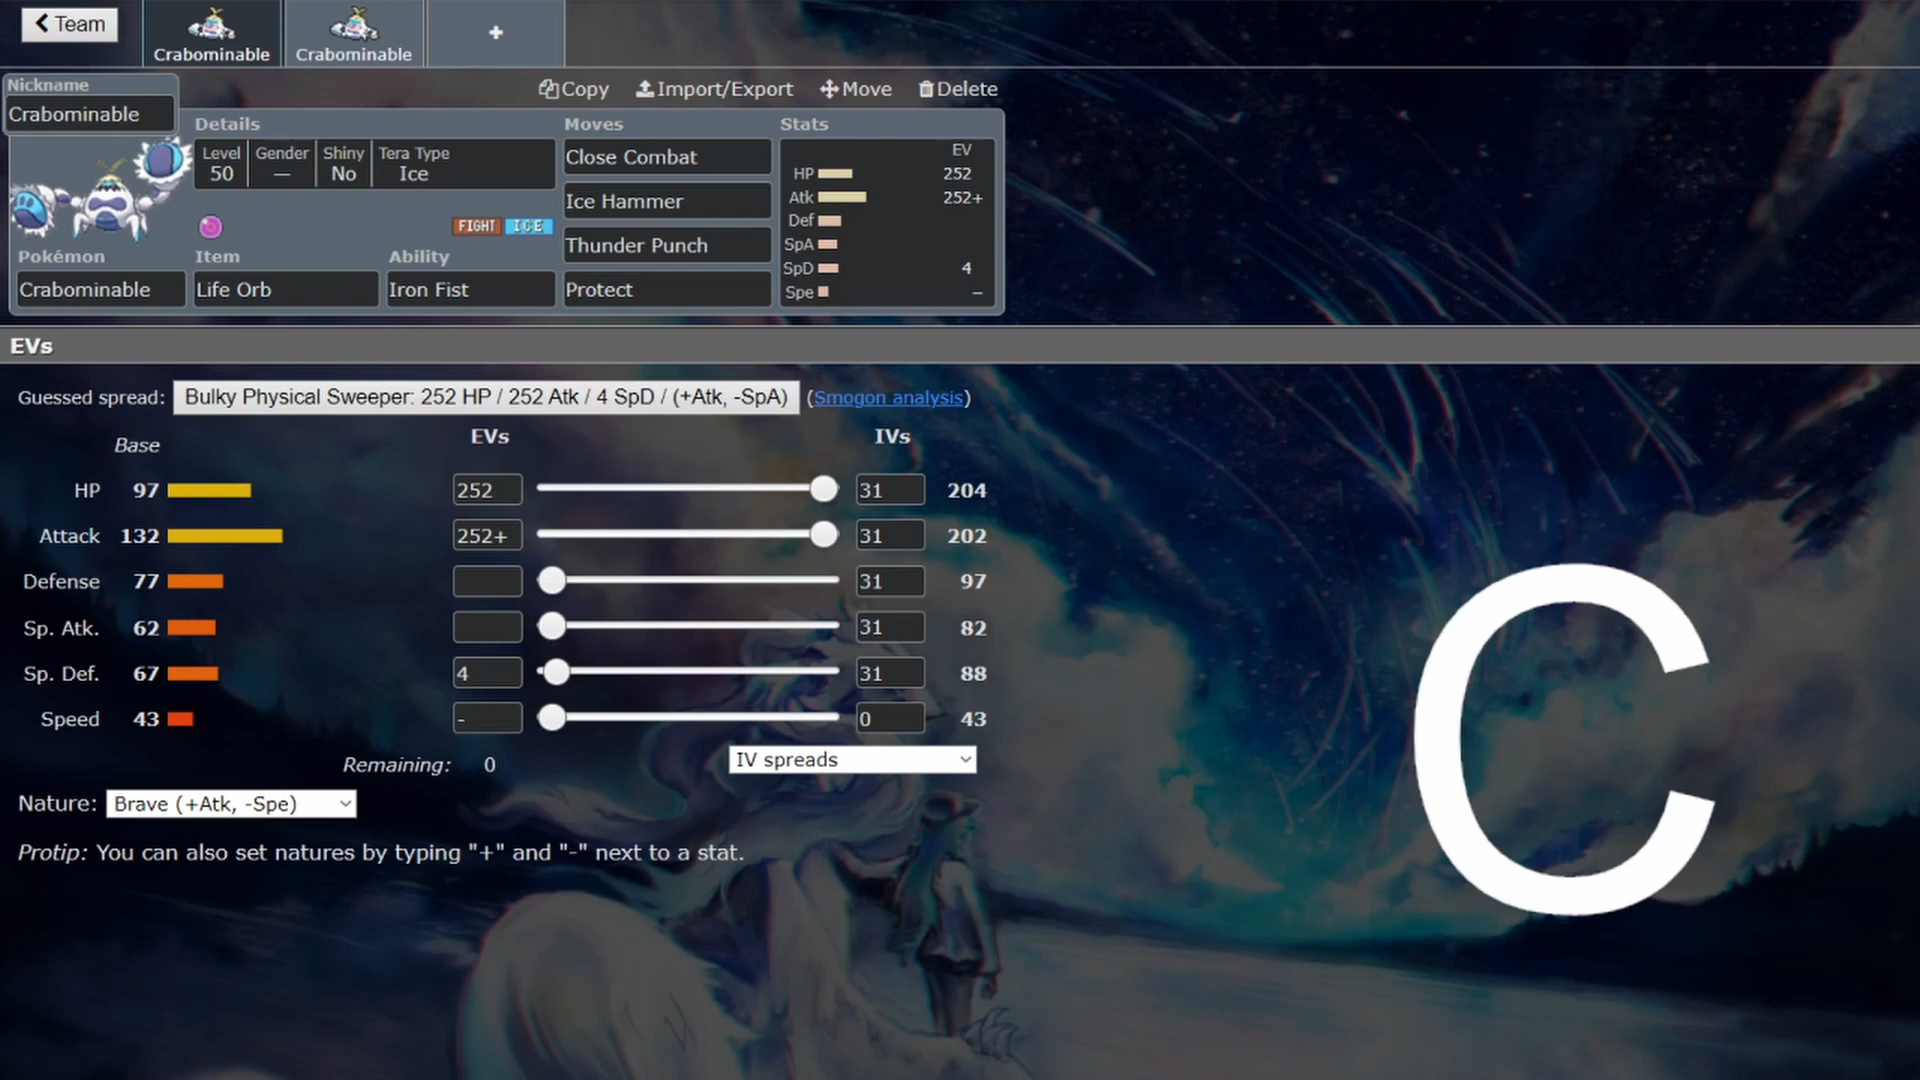 Team
Crabominable
Crabominable
+
Nickname
Crabominable
Copy Import/Export Move Delete
Details
Level
50
Gender
—
Shiny
No
Tera Type
Ice
FIGHT ICE
Pokémon
Crabominable
Item
Life Orb
Ability
Iron Fist
Moves
Close Combat
Ice Hammer
Thunder Punch
Protect
Stats
EV
HP 252
Atk 252+
Def
SpA
SpD 4
Spe –
EVs
Guessed spread: Bulky Physical Sweeper: 252 HP / 252 Atk / 4 SpD / (+Atk, -SpA) (Smogon analysis)
Base EVs IVs
HP 97 252 31 204
Attack 132 252+ 31 202
Defense 77 31 97
Sp. Atk. 62 31 82
Sp. Def. 67 4 31 88
Speed 43 - 0 43
Remaining: 0
IV spreads
Nature: Brave (+Atk, -Spe)
Protip: You can also set natures by typing "+" and "-" next to a stat.
C